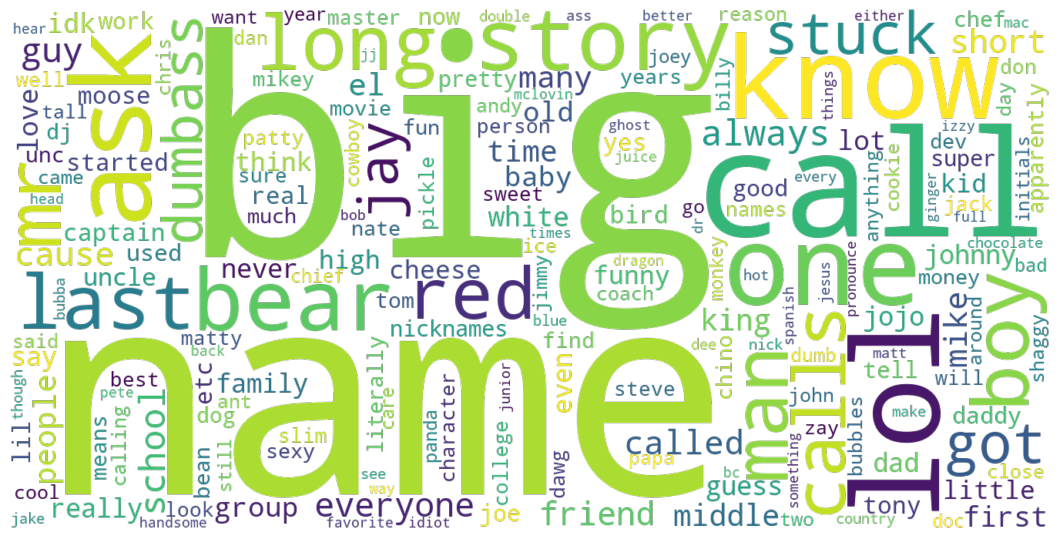 hear
idk
work
chris
want
dan
year
master
now
double
ass
better
reason
either
chef
mac
guy
mask
dumbass
big
long•story
jj
joey
stuck
know
things
short
don
day
well
tall
love
moose
mikey
el
movie
pretty
mclovin
many
years
billy
dj
unc
came
started
patty
think
sure
real
much
cowboy
bob
jay
fun
andy
person
old
ghost
yes
juice
always
call
lot
dev
izzy
super
kid
jack
initials
apparently
head
mr
captain
cause
used
uncle
never
nate
pickle
sweet
white
time
baby
ice
times
bird
go
dr
good
names
anything
cookie
ginger
full
every
high
chief
cheese
tom
red
jimmy
dragon
funny
coach
monkey
one
hot
jesus
pronounce
johnny
chocolate
bad
money
last
bubba
bear
nicknames
blue
find
king
dee
chino
nick
spanish
calls
jojo
mike
around
boy
shaggy
said
say
though
people
lil
matty
back
best
pete
etc
family
ant
dog
name
literally
care
panda
character
college
junior
even
steve
man
dumb
john
matt
tell
will
make
lol
daddy
means
calling
school
bean
still
slim
sexy
see
way
dawg
called
papa
bc
guess
something
zay
bubbles
dad
got
close
cool
jake
really
handsome
look
group
everyone
favorite
idiot
joe
friend
middle
two
country
tony
little
doc
first